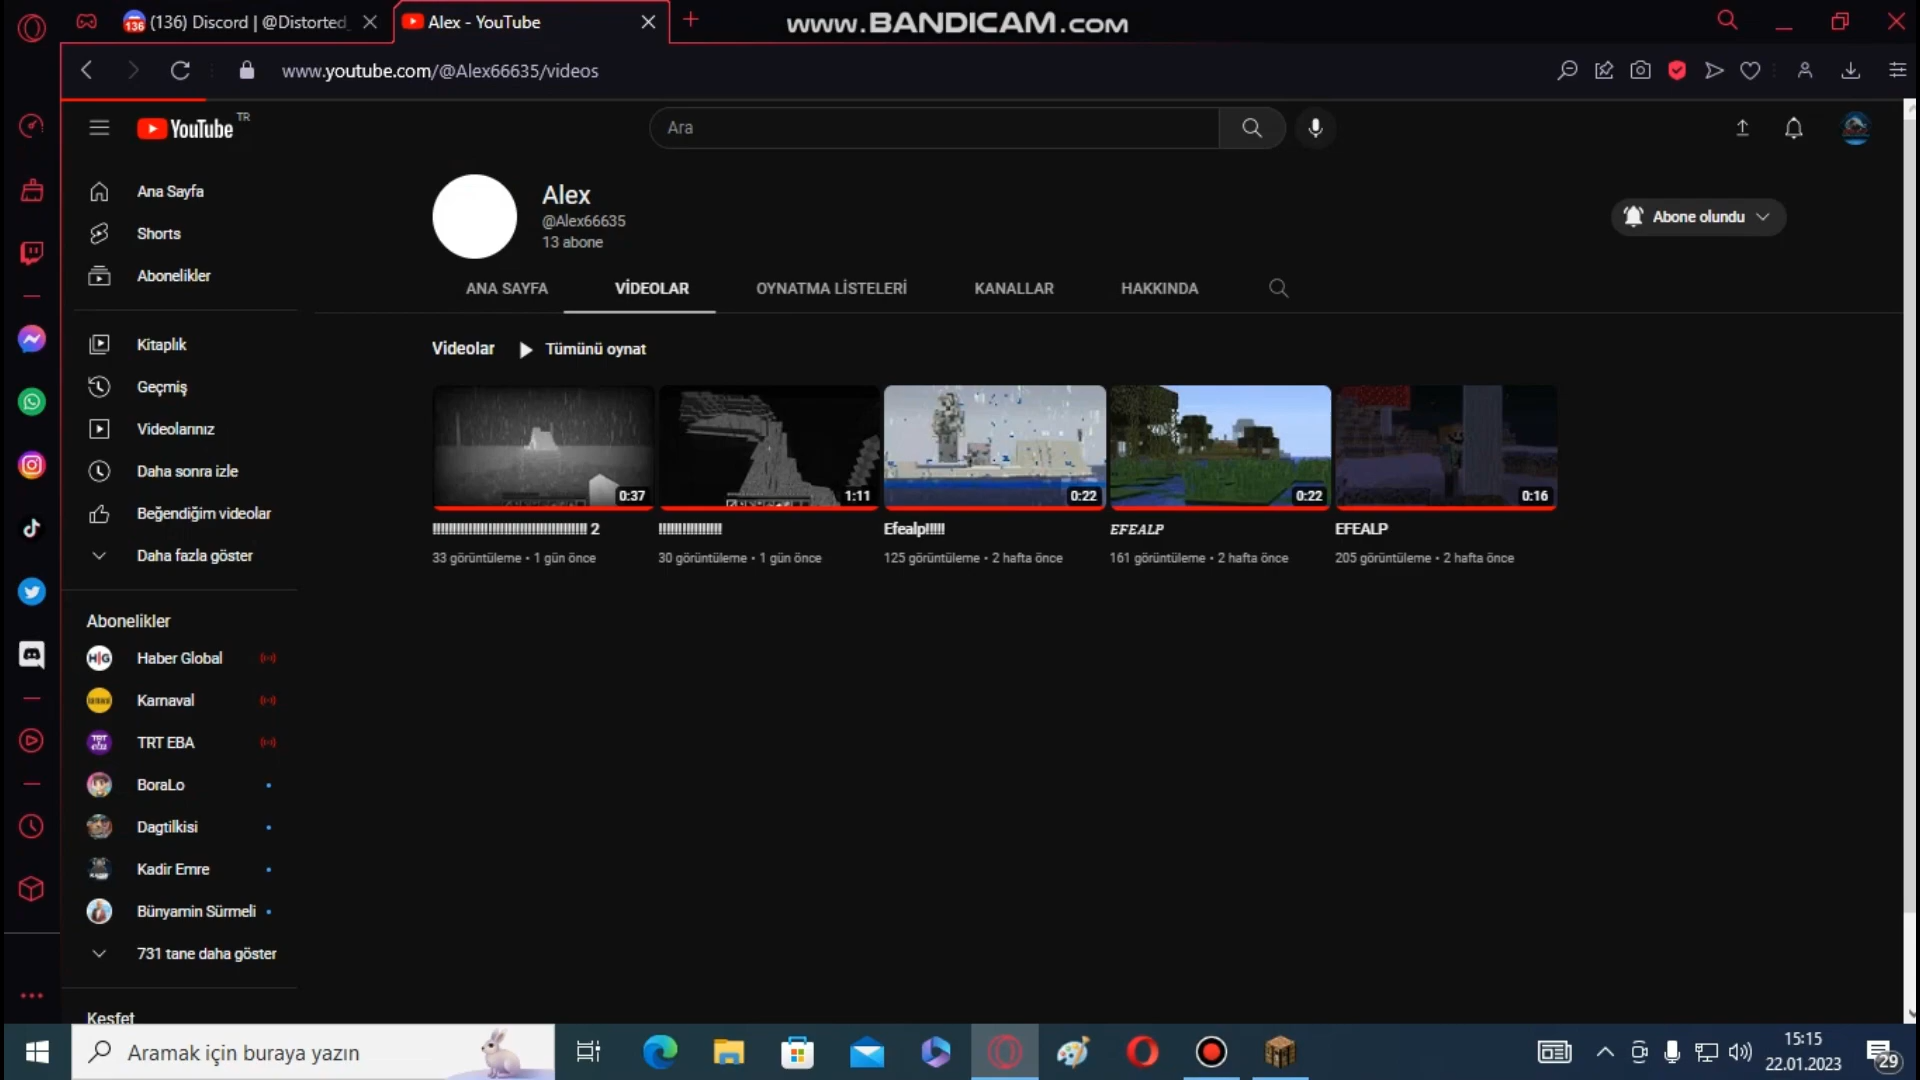 (136) Discord | @Distorted_
Alex - YouTube
www.BANDICAM.com
www.youtube.com/@Alex66635/videos
YouTube TR
Ara
Ana Sayfa
Shorts
Abonelikler
Kitaplık
Geçmiş
Videolarınız
Daha sonra izle
Beğendiğim videolar
Daha fazla göster
Abonelikler
Haber Global
Karnaval
TRT EBA
BoraLo
Dagtilkisi
Kadir Emre
Bünyamin Sürmeli
731 tane daha göster
Keşfet
Alex
@Alex66635
13 abone
Abone olundu
ANA SAYFA
VİDEOLAR
OYNATMA LİSTELERİ
KANALLAR
HAKKINDA
Videolar
Tümünü oynat
0:37
2
33 görüntüleme • 1 gün önce
1:11
30 görüntüleme • 1 gün önce
0:22
Efealp!!!!!
125 görüntüleme • 2 hafta önce
0:22
EFEALP
161 görüntüleme • 2 hafta önce
0:16
EFEALP
205 görüntüleme • 2 hafta önce
Aramak için buraya yazın
15:15
22.01.2023
29